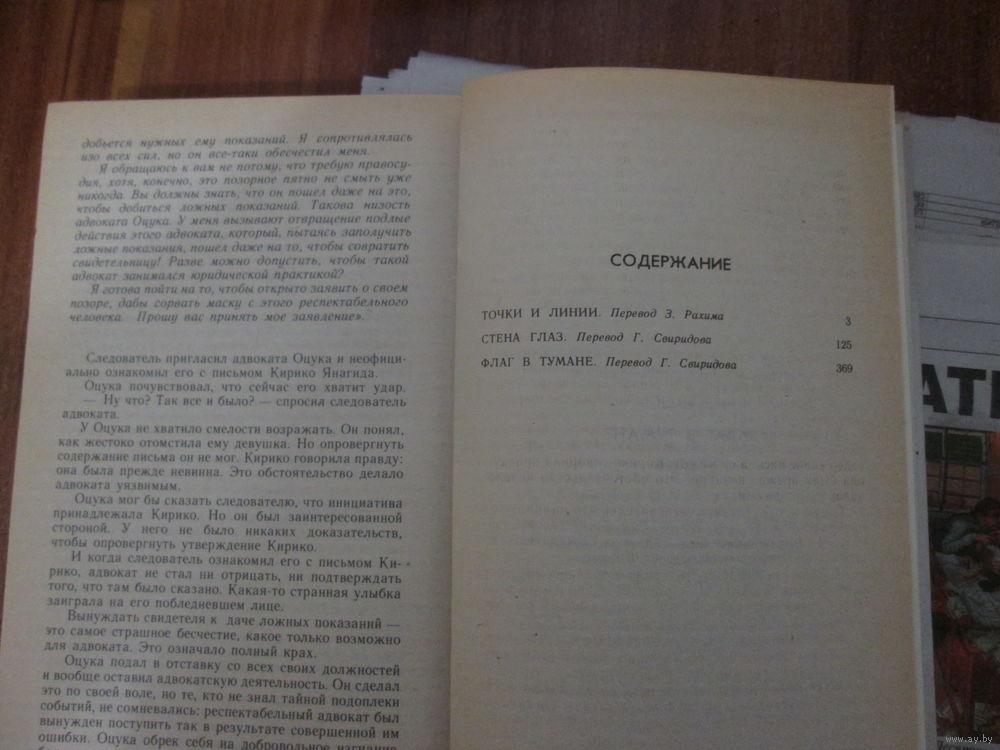 добьется нужных ему показаний. Я сопротивлялась
изо всех сил, но он все-таки обесчестил меня.
Я обращаюсь к вам не потому, что требую правосу-
дия, хотя, конечно, это позорное пятно не смыть уже
никогда. Вы должны знать, что он пошел даже на это,
чтобы добиться ложных показаний. Такова низость
адвоката Оцука. У меня вызывают отвращение подлые
действия этого адвоката, который, пытаясь заполучить
ложные показания, пошел даже на то, чтобы совратить
свидетельницу! Разве можно допустить, чтобы такой
адвокат занимался юридической практикой?
Я готова пойти на то, чтобы открыто заявить о своем
позоре, дабы сорвать маску с этого респектабельного
человека. Прошу вас принять мое заявление».
Следователь пригласил адвоката Оцука и неофици-
ально ознакомил его с письмом Кирико Янагида.
Оцука почувствовал, что сейчас его хватит удар.
— Ну что? Так все и было? — спросил следователь
адвоката.
У Оцука не хватило смелости возражать. Он понял,
как жестоко отомстила ему девушка. Но опровергнуть
содержание письма он не мог. Кирико говорила правду:
она была прежде невинна. Это обстоятельство делало
адвоката уязвимым.
Оцука мог бы сказать следователю, что инициатива
принадлежала Кирико. Но он был заинтересованной
стороной. У него не было никаких доказательств,
чтобы опровергнуть утверждение Кирико.
И когда следователь ознакомил его с письмом Ки-
рико, адвокат не стал ни отрицать, ни подтверждать
того, что там было сказано. Какая-то странная улыбка
заиграла на его побледневшем лице.
Вынуждать свидетеля к даче ложных показаний —
это самое страшное бесчестие, какое только возможно
для адвоката. Это означало полный крах.
Оцука подал в отставку со всех своих должностей
и вообще оставил адвокатскую деятельность. Он сделал
это по своей воле, но те, кто не знал тайной подоплеки
событий, не сомневались: респектабельный адвокат был
вынужден поступить так в результате совершенной им
ошибки. Оцука обрек себя на добровольное изгнание,
СОДЕРЖАНИЕ
ТОЧКИ И ЛИНИИ. Перевод З. Рахима 3
СТЕНА ГЛАЗ. Перевод Г. Свиридова 125
ФЛАГ В ТУМАНЕ. Перевод Г. Свиридова 369
АТ
www.ay.by